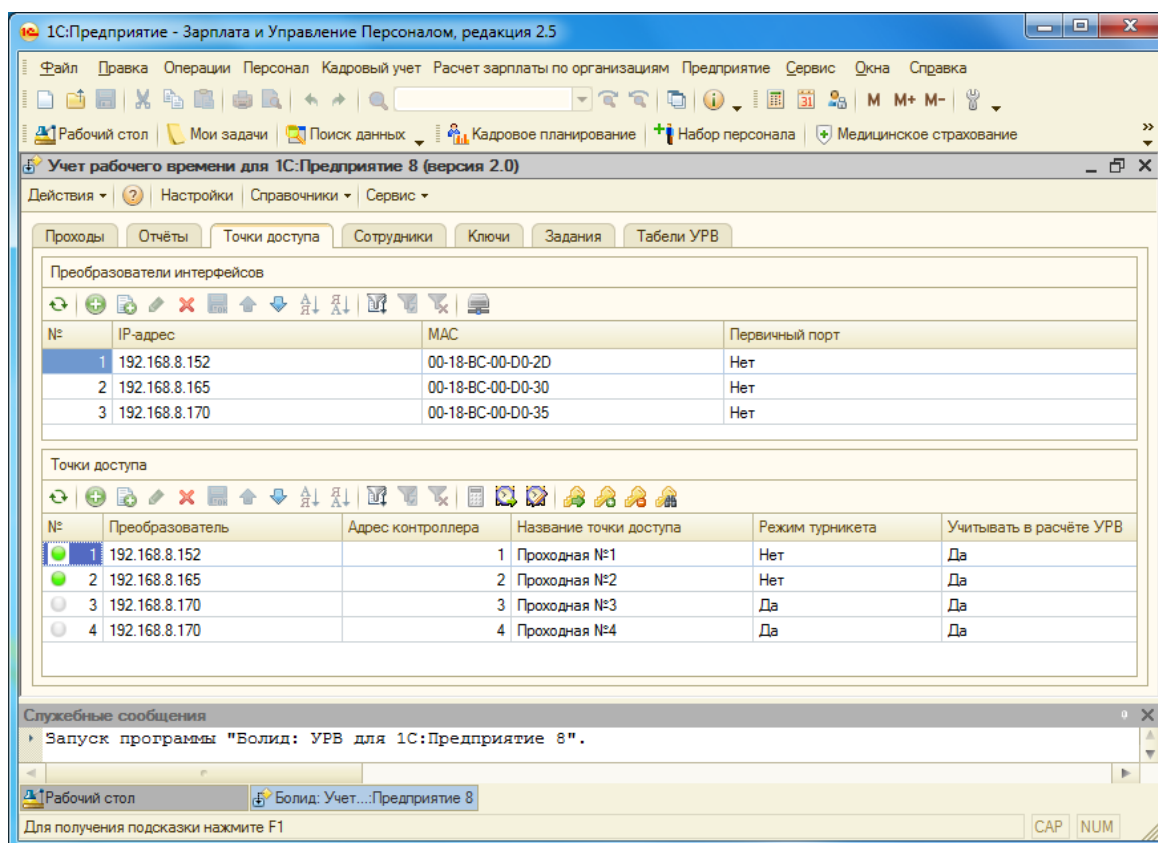 1С:Предприятие - Зарплата и Управление Персоналом, редакция 2.5
Файл Правка Операции Персонал Кадровый учет Расчет зарплаты по организациям Предприятие Сервис Окна Справка
M M+ M-
Рабочий стол Мои задачи Поиск данных Кадровое планирование Набор персонала Медицинское страхование
Учет рабочего времени для 1С:Предприятие 8 (версия 2.0)
Действия Настройки Справочники Сервис
Проходы Отчёты Точки доступа Сотрудники Ключи Задания Табели УРВ
Преобразователи интерфейсов
№ IP-адрес MAC Первичный порт
1 192.168.8.152 00-18-BC-00-D0-2D Нет
2 192.168.8.165 00-18-BC-00-D0-30 Нет
3 192.168.8.170 00-18-BC-00-D0-35 Нет
Точки доступа
№ Преобразователь Адрес контроллера Название точки доступа Режим турникета Учитывать в расчёте УРВ
1 192.168.8.152 1 Проходная №1 Нет Да
2 192.168.8.165 2 Проходная №2 Нет Да
3 192.168.8.170 3 Проходная №3 Да Да
4 192.168.8.170 4 Проходная №4 Да Да
Служебные сообщения
Запуск программы "Болид: УРВ для 1С:Предприятие 8".
Рабочий стол Болид: Учет...:Предприятие 8
Для получения подсказки нажмите F1 CAP NUM